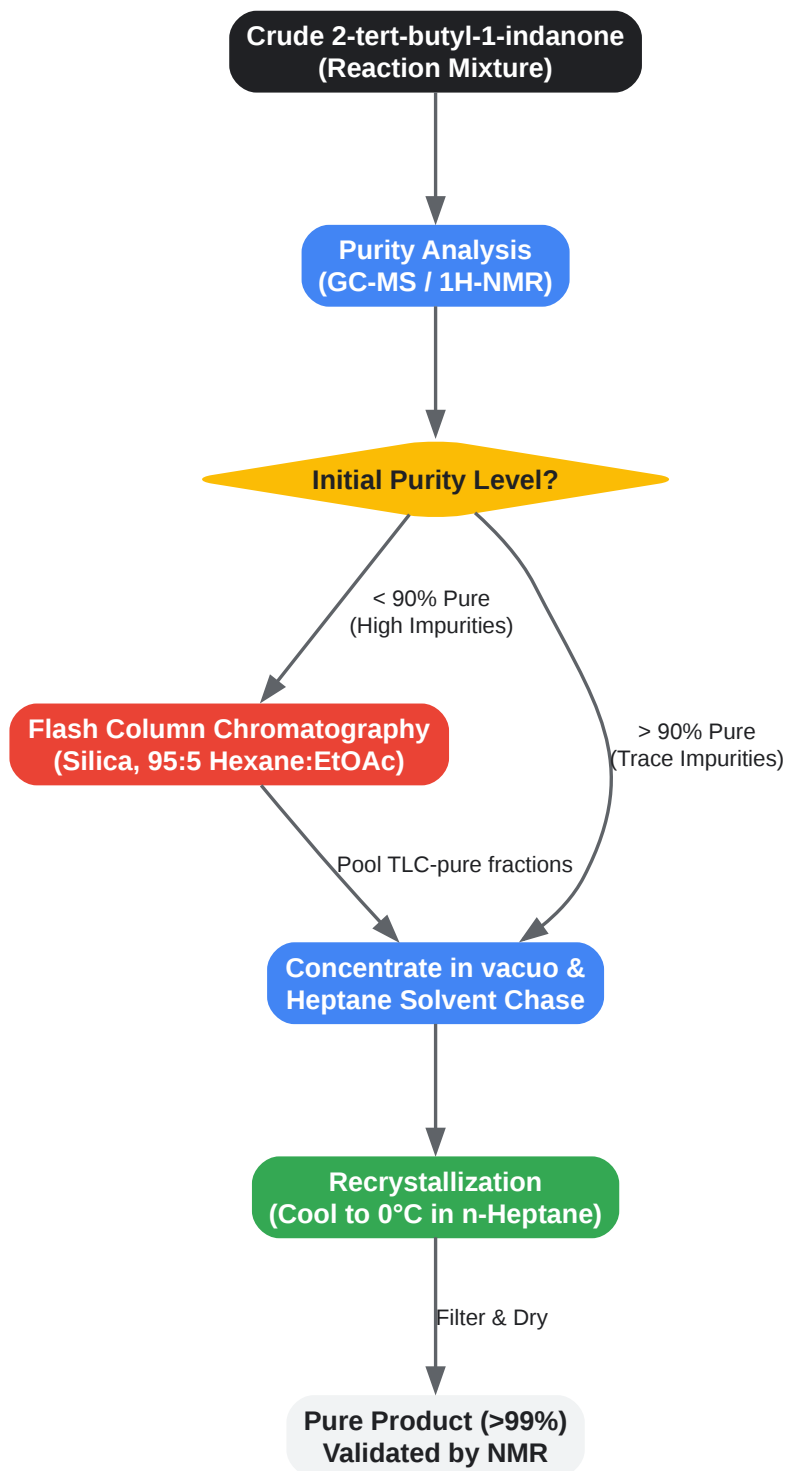 Crude 2-tert-butyl-1-indanone
(Reaction Mixture)
Purity Analysis
(GC-MS / 1H-NMR)
Initial Purity Level?
< 90% Pure
(High Impurities)
> 90% Pure
(Trace Impurities)
Flash Column Chromatography
(Silica, 95:5 Hexane:EtOAc)
Pool TLC-pure fractions
Concentrate in vacuo &
Heptane Solvent Chase
Recrystallization
(Cool to 0°C in n-Heptane)
Filter & Dry
Pure Product (>99%)
Validated by NMR